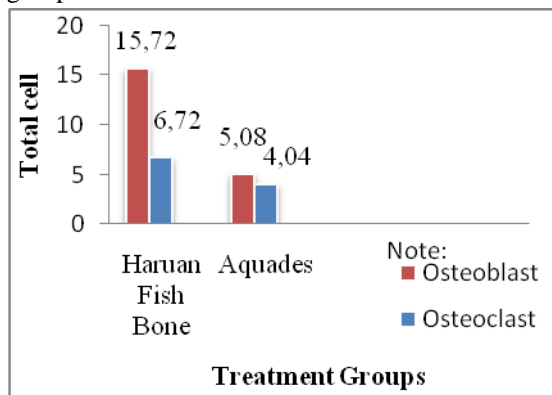 Total cell
20
15
10
5
0
15,72
6,72
5,08
4,04
Haruan
Fish
Bone
Aquades
Note:
Osteoblast
Osteoclast
Treatment Groups